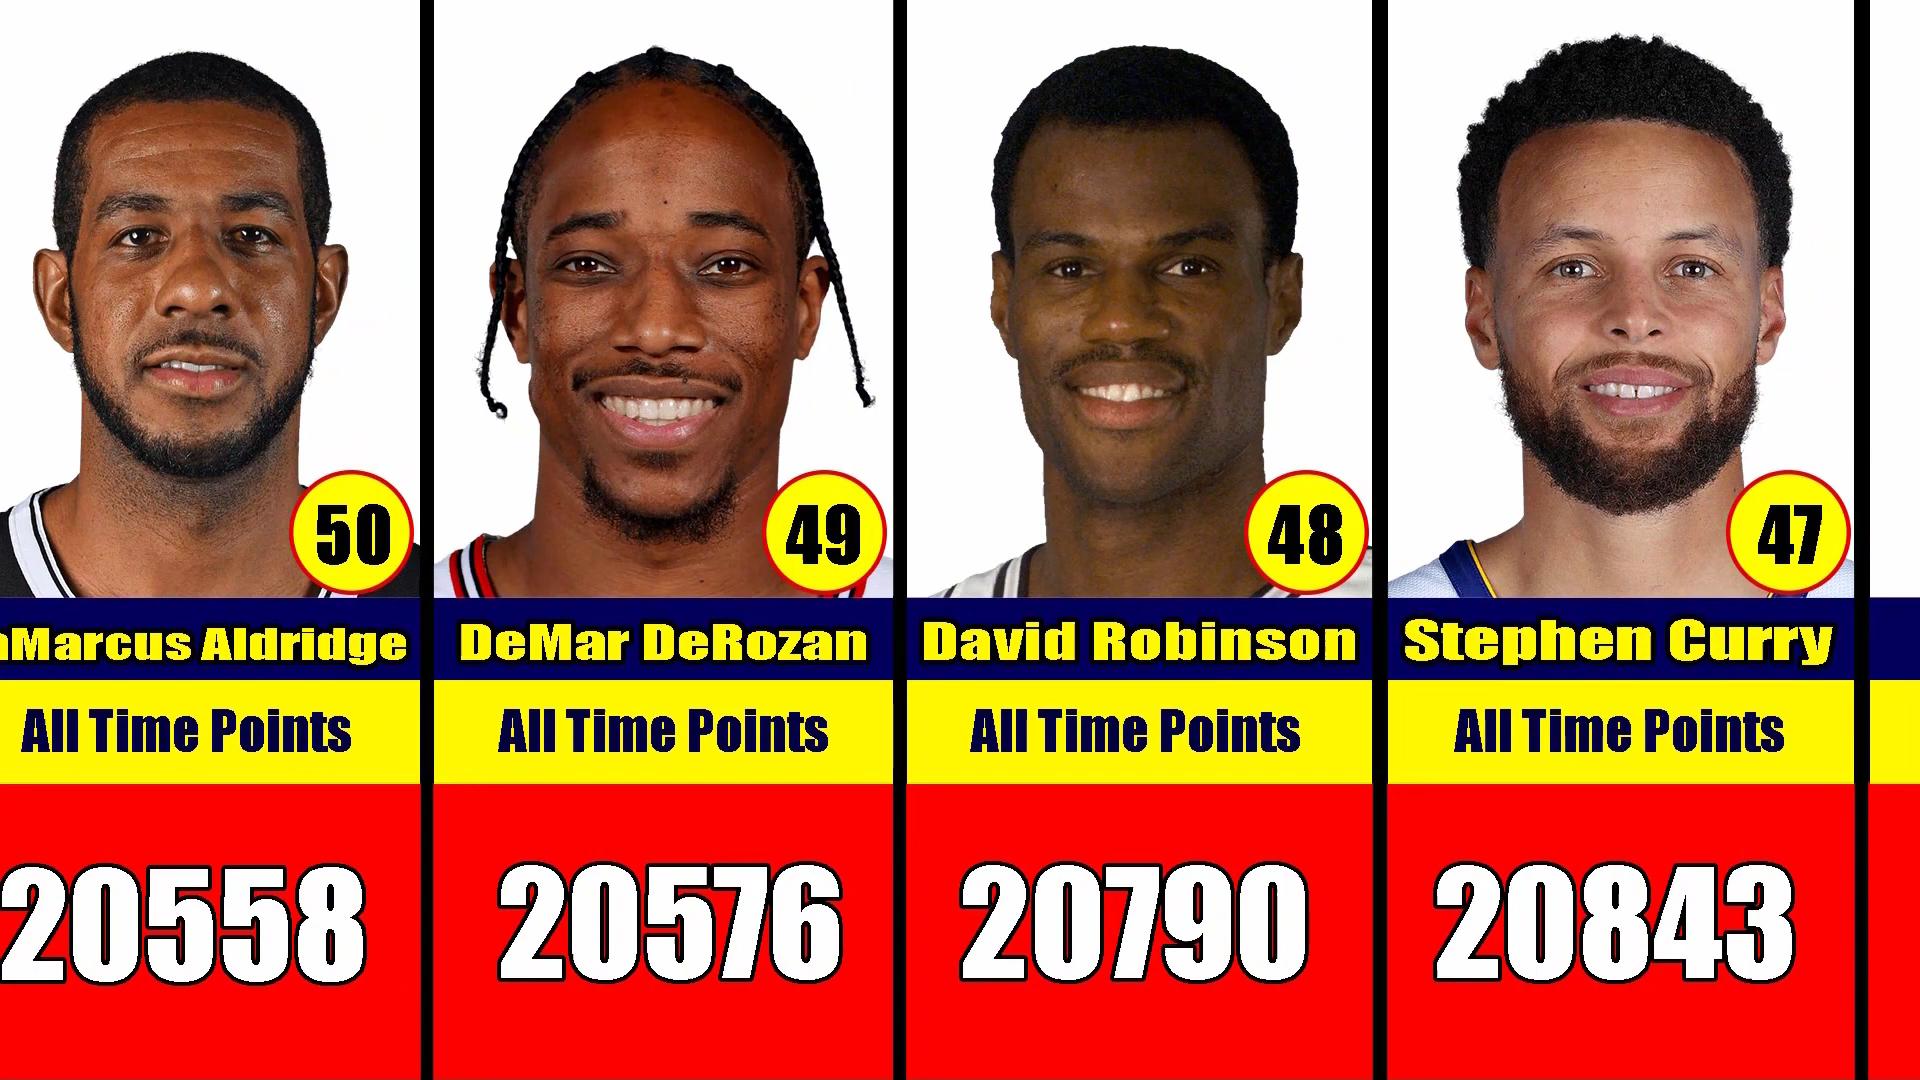 50
aMarcus Aldridge
All Time Points
20558
49
DeMar DeRozan
All Time Points
20576
48
David Robinson
All Time Points
20790
47
Stephen Curry
All Time Points
20843